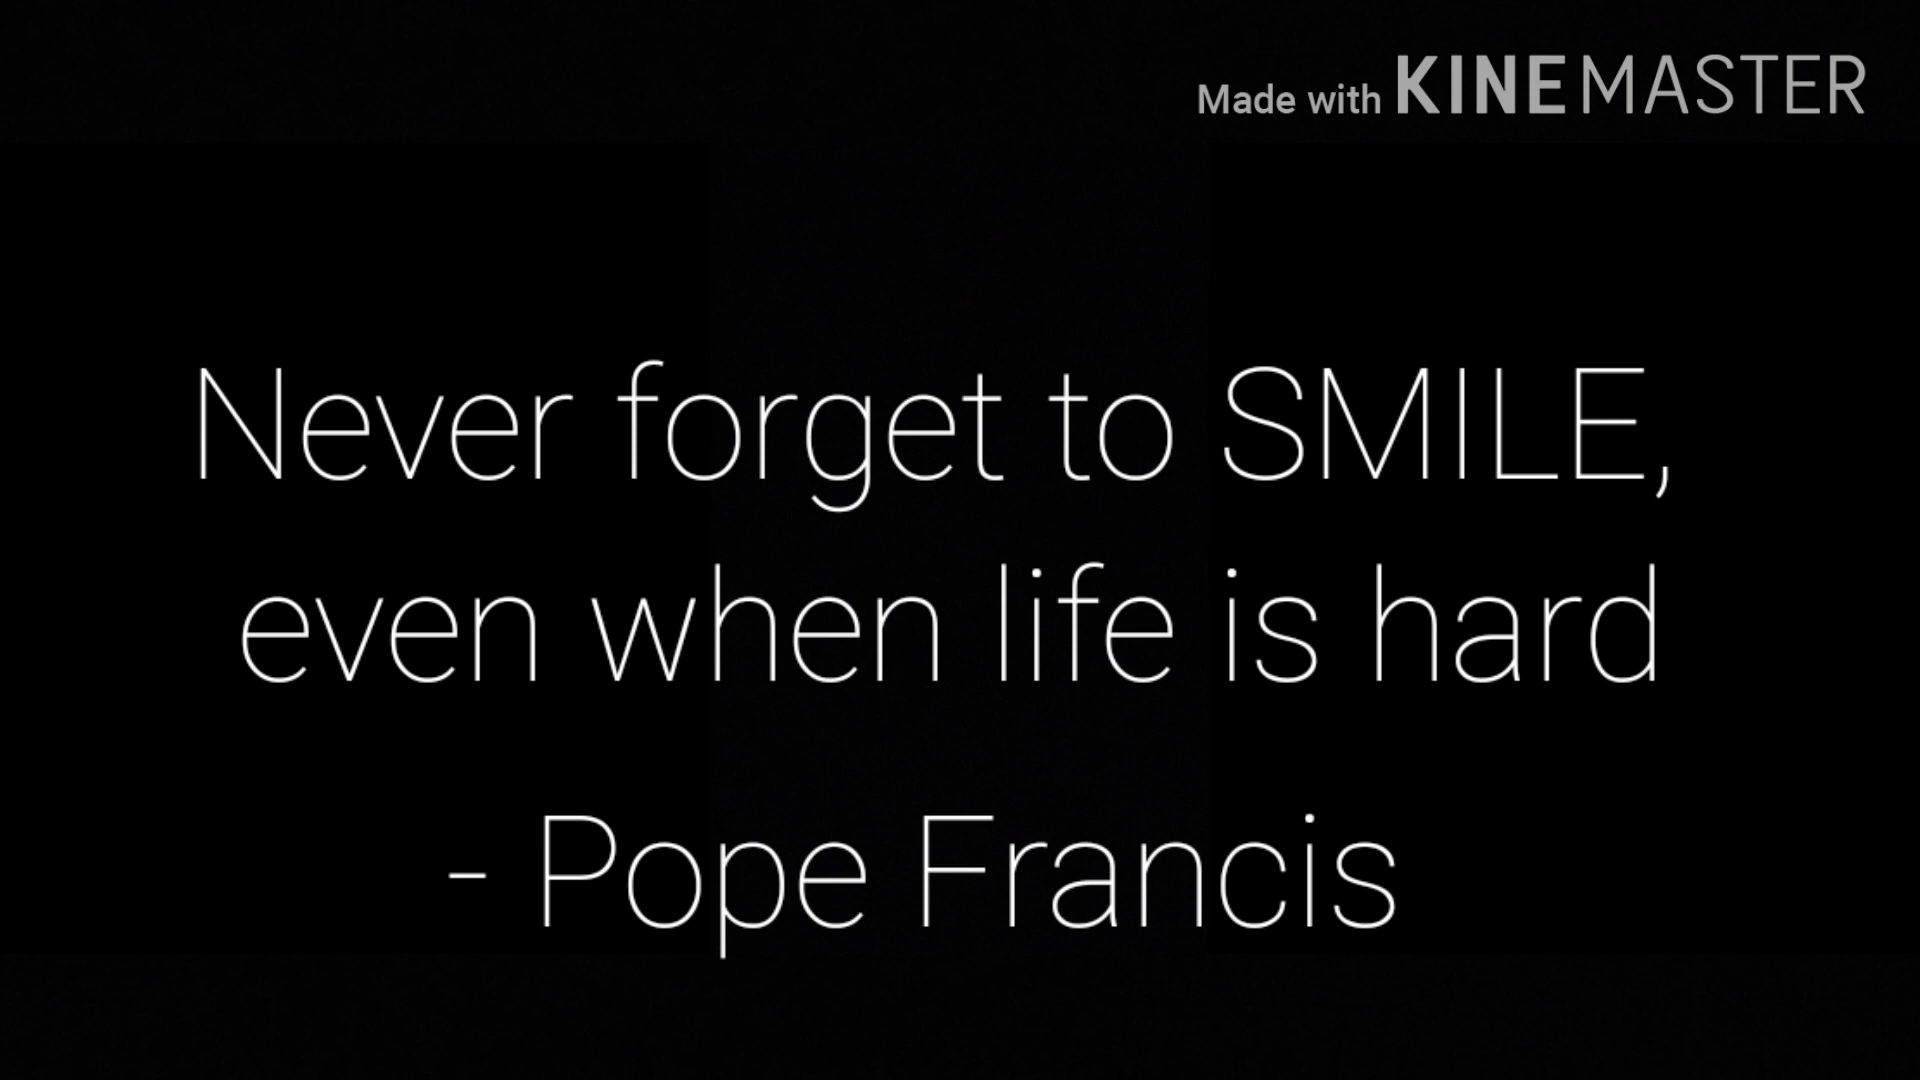 Made with KINEMASTER
Never forget to SMILE,
even when life is hard
- Pope Francis